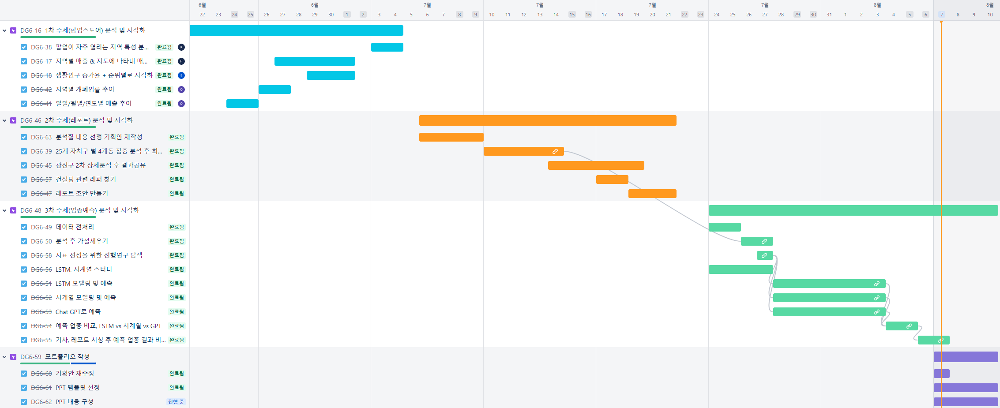 6월 6월 7월 7월 7월 7월 8월 8월
22 23 24 25 26 27 28 29 30 1 2 3 4 5 6 7 8 9 10 11 12 13 14 15 16 17 18 19 20 21 22 23 24 25 26 27 28 29 30 31 1 2 3 4 5 6 7 8 9 10
DG6-16 1차 주제(팝업스토어) 분석 및 시각화
DG6-38 팝업이 자주 열리는 지역 특성 분... 완료됨 K
DG6-17 지역별 매출 & 지도에 나타내 매... 완료됨 H
DG6-18 생활인구 증가율 + 순위별로 시각화 완료됨 E
DG6-42 지역별 개폐업률 추이 완료됨 Q
DG6-41 일일/월별/연도별 매출 추이 완료됨 Q
DG6-46 2차 주제(레포트) 분석 및 시각화
DG6-63 분석할 내용 선정 기획안 재작성 완료됨
DG6-39 25개 자치구 별 4개동 집중 분석 후 최... 완료됨
DG6-45 광진구 2차 상세분석 후 결과공유 완료됨
DG6-57 컨설팅 관련 레퍼 찾기 완료됨
DG6-47 레포트 초안 만들기 완료됨
DG6-48 3차 주제(업종예측) 분석 및 시각화
DG6-49 데이터 전처리 완료됨
DG6-50 분석 후 가설세우기 완료됨
DG6-58 지표 선정을 위한 선행연구 탐색 완료됨
DG6-56 LSTM, 시계열 스터디 완료됨
DG6-51 LSTM 모델링 및 예측 완료됨
DG6-52 시계열 모델링 및 예측 완료됨
DG6-53 Chat GPT로 예측 완료됨
DG6-54 예측 업종 비교, LSTM vs 시계열 vs GPT 완료됨
DG6-55 기사, 레포트 서칭 후 예측 업종 결과 비... 완료됨
DG6-59 포트폴리오 작성
DG6-60 기획안 재수정 완료됨
DG6-61 PPT 템플릿 선정 완료됨
DG6-62 PPT 내용 구성 진행 중